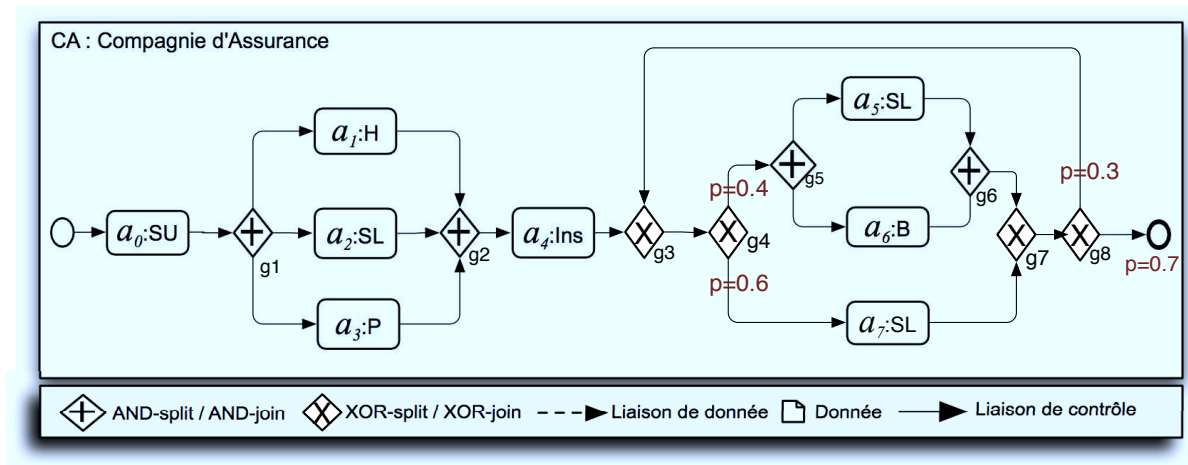 CA : Compagnie d'Assurance
a5:SL
a1:H
p=0.4
g5
p=0.3
g6
a0:SU
g1
a2:SL
g2
a4:Ins
X
g3
X
g4
a6:B
X
g7
X
g8
p=0.7
p=0.6
a3:P
a7:SL
AND-split / AND-join
X
XOR-split / XOR-join
Liaison de donnée
Donnée
Liaison de contrôle